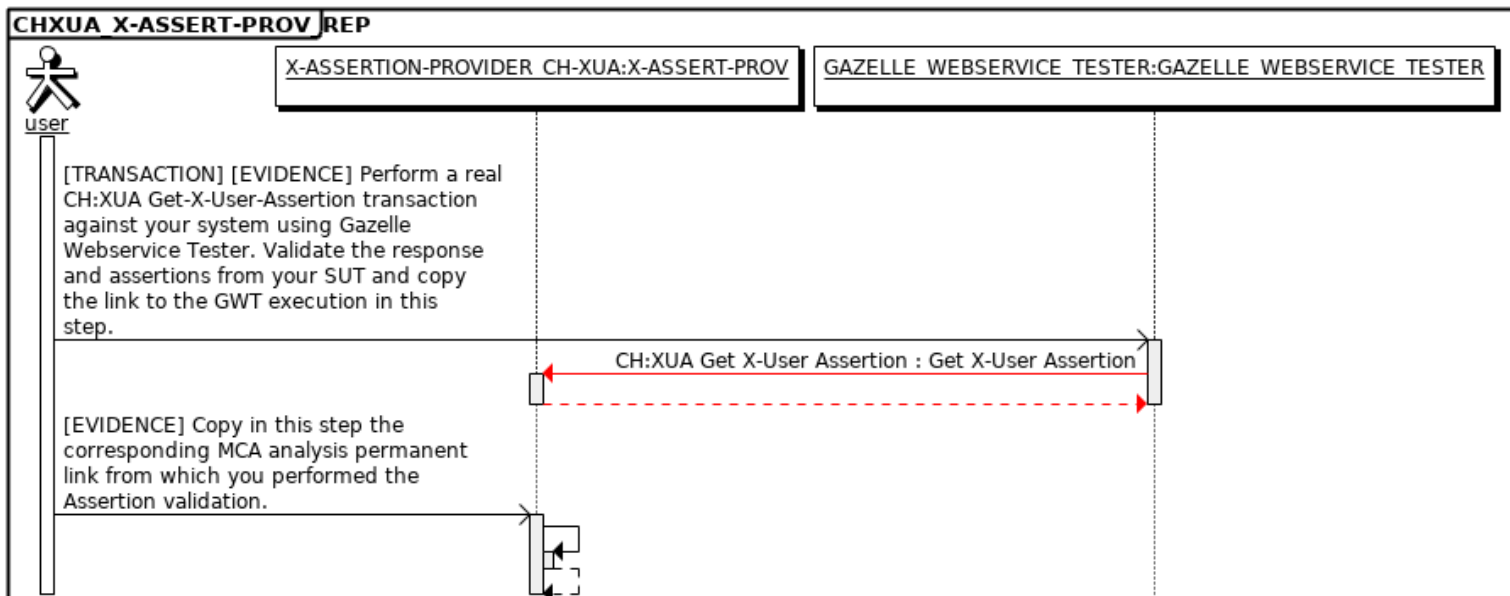 CHXUA_X-ASSERT-PROV_REP
X-ASSERTION-PROVIDER_CH-XUA:X-ASSERT-PROV
GAZELLE_WEBSERVICE_TESTER:GAZELLE_WEBSERVICE_TESTER
user
[TRANSACTION] [EVIDENCE] Perform a real
CH:XUA Get-X-User-Assertion transaction
against your system using Gazelle
Webservice Tester. Validate the response
and assertions from your SUT and copy
the link to the GWT execution in this
step.
CH:XUA Get X-User Assertion : Get X-User Assertion
[EVIDENCE] Copy in this step the
corresponding MCA analysis permanent
link from which you performed the
Assertion validation.